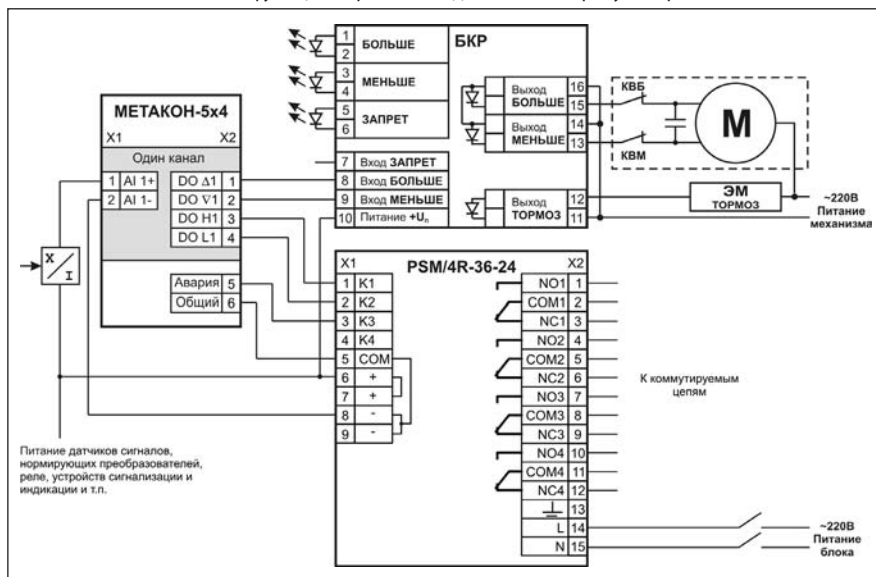 1
2
БОЛЬШЕ
3
4
МЕНЬШЕ
5
6
ЗАПРЕТ
БКР
Выход
БОЛЬШЕ
16
15
Выход
МЕНЬШЕ
14
13
7 Вход ЗАПРЕТ
8 Вход БОЛЬШЕ
9 Вход МЕНЬШЕ
10 Питание +Uп
Выход
ТОРМОЗ
12
11
КВБ
КВМ
М
ЭМ
ТОРМОЗ
~220В
Питание
механизма
МЕТАКОН-5х4
X1 X2
Один канал
1 AI 1+ DO Δ1 1
2 AI 1- DO ∇1 2
DO H1 3
DO L1 4
Авария 5
Общий 6
X
I
X1 PSM/4R-36-24 X2
1 K1
2 K2
3 K3
4 K4
5 COM
6 +
7 +
8 -
9 -
NO1 1
COM1 2
NC1 3
NO2 4
COM2 5
NC2 6
NO3 7
COM3 8
NC3 9
NO4 10
COM4 11
NC4 12
13
L 14
N 15
К коммутируемым
цепям
~220В
Питание
блока
Питание датчиков сигналов,
нормирующих преобразователей,
реле, устройств сигнализации и
индикации и т.п.